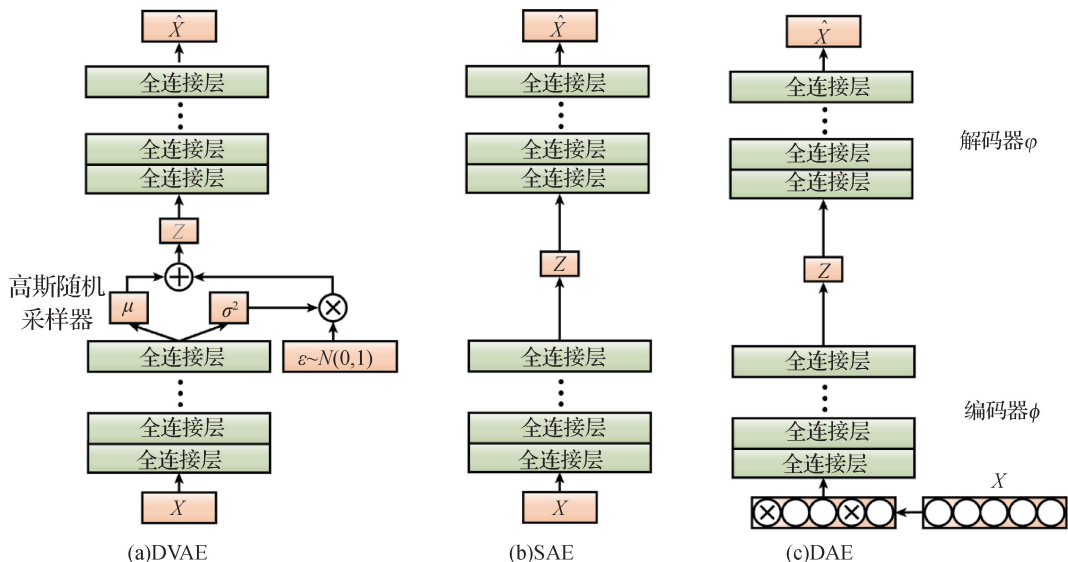 X̂
全连接层
全连接层
全连接层
Z
高斯随机
采样器
μ
σ²
ε~N(0,1)
全连接层
全连接层
全连接层
X
(a)DVAE
X̂
全连接层
全连接层
全连接层
Z
全连接层
全连接层
全连接层
X
(b)SAE
X̂
全连接层
全连接层
全连接层
Z
全连接层
全连接层
全连接层
X
(c)DAE
解码器φ
编码器ϕ